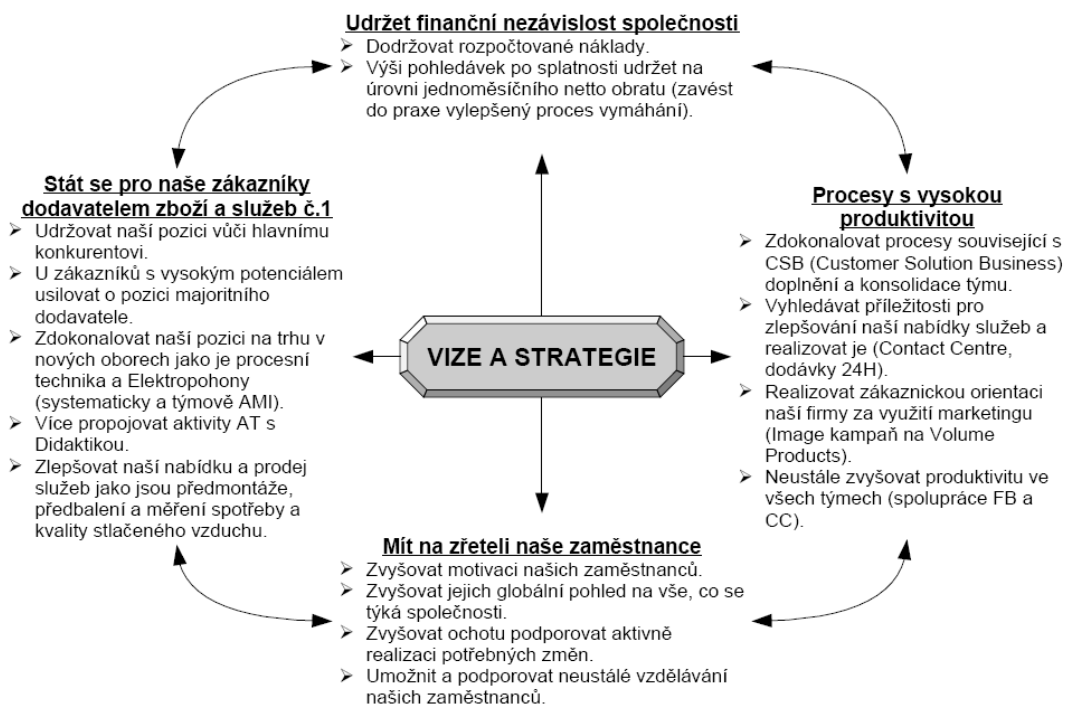 Udržet finanční nezávislost společnosti
➢ Dodržovat rozpočtované náklady.
➢ Výši pohledávek po splatnosti udržet na
úrovni jednoměsíčního netto obratu (zavést
do praxe vylepšený proces vymáhání).
Stát se pro naše zákazníky
dodavatelem zboží a služeb č.1
➢ Udržovat naší pozici vůči hlavnímu
konkurentovi.
➢ U zákazníků s vysokým potenciálem
usilovat o pozici majoritního
dodavatele.
➢ Zdokonalovat naší pozici na trhu v
nových oborech jako je procesní
technika a Elektropohony
(systematicky a týmově AMI).
➢ Více propojovat aktivity AT s
Didaktikou.
➢ Zlepšovat naší nabídku a prodej
služeb jako jsou předmontáže,
předbalení a měření spotřeby a
kvality stlačeného vzduchu.
VIZE A STRATEGIE
Procesy s vysokou
produktivitou
➢ Zdokonalovat procesy související s
CSB (Customer Solution Business)
doplnění a konsolidace týmu.
➢ Vyhledávat příležitosti pro
zlepšování naší nabídky služeb a
realizovat je (Contact Centre,
dodávky 24H).
➢ Realizovat zákaznickou orientaci
naší firmy za využití marketingu
(Image kampaň na Volume
Products).
➢ Neustále zvyšovat produktivitu ve
všech týmech (spolupráce FB a
CC).
Mít na zřeteli naše zaměstnance
➢ Zvyšovat motivaci našich zaměstnanců.
➢ Zvyšovat jejich globální pohled na vše, co se
týká společnosti.
➢ Zvyšovat ochotu podporovat aktivně
realizaci potřebných změn.
➢ Umožnit a podporovat neustálé vzdělávání
našich zaměstnanců.